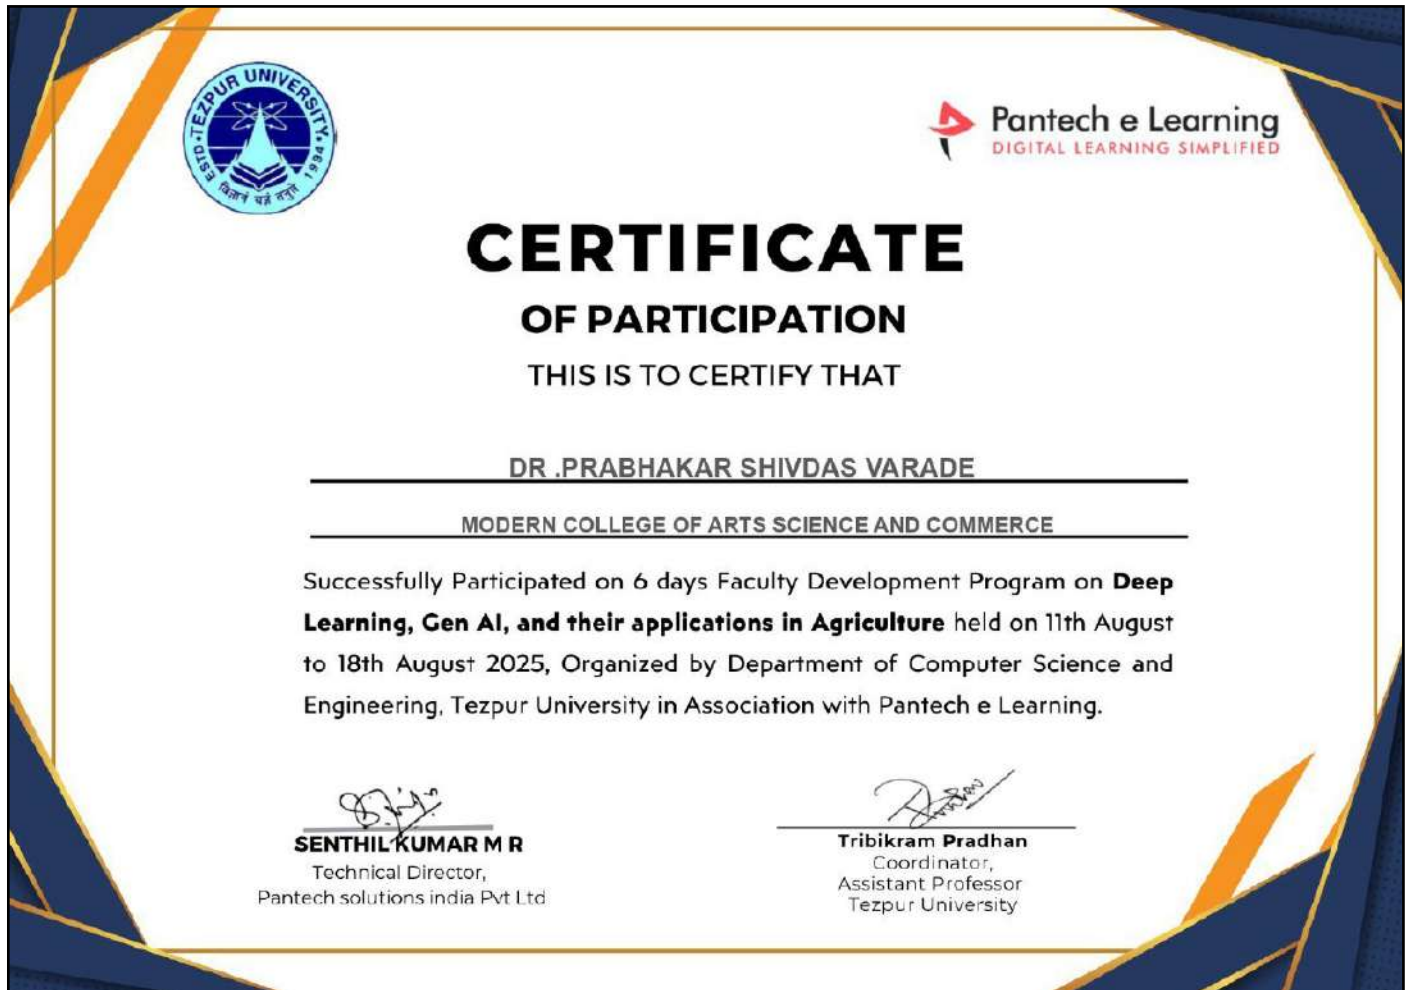 ESTD • TEZPUR UNIVERSITY • 1994
विज्ञानं यज्ञं तनुते
Pantech e Learning
DIGITAL LEARNING SIMPLIFIED
CERTIFICATE
OF PARTICIPATION
THIS IS TO CERTIFY THAT
DR .PRABHAKAR SHIVDAS VARADE
MODERN COLLEGE OF ARTS SCIENCE AND COMMERCE
Successfully Participated on 6 days Faculty Development Program on Deep
Learning, Gen AI, and their applications in Agriculture held on 11th August
to 18th August 2025, Organized by Department of Computer Science and
Engineering, Tezpur University in Association with Pantech e Learning.
SENTHIL KUMAR M R
Technical Director,
Pantech solutions india Pvt Ltd
Tribikram Pradhan
Coordinator,
Assistant Professor
Tezpur University